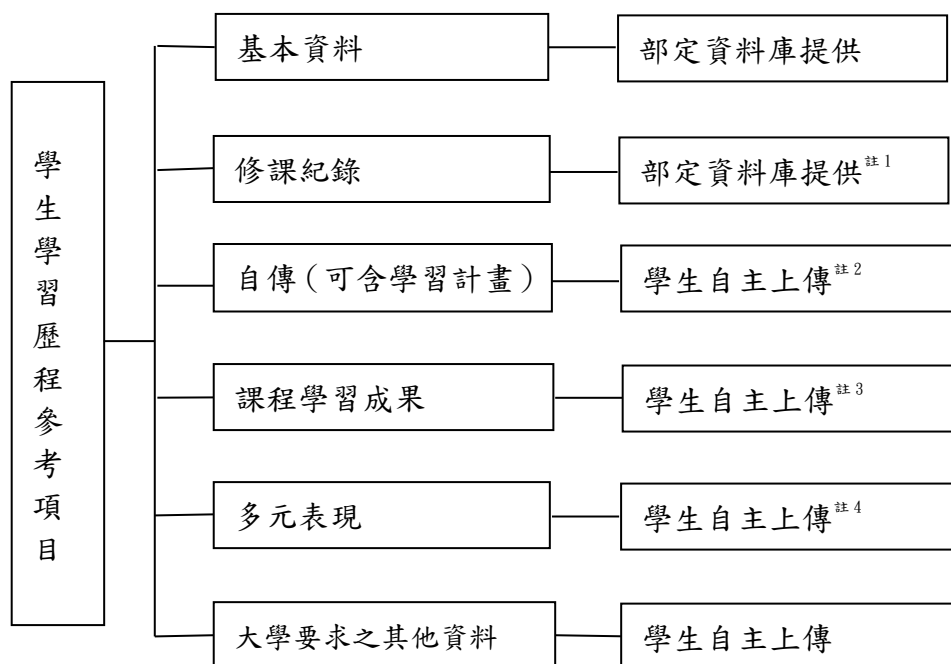 學生學習歷程參考項目
基本資料
部定資料庫提供
修課紀錄
部定資料庫提供註1
自傳（可含學習計畫）
學生自主上傳註2
課程學習成果
學生自主上傳註3
多元表現
學生自主上傳註4
大學要求之其他資料
學生自主上傳